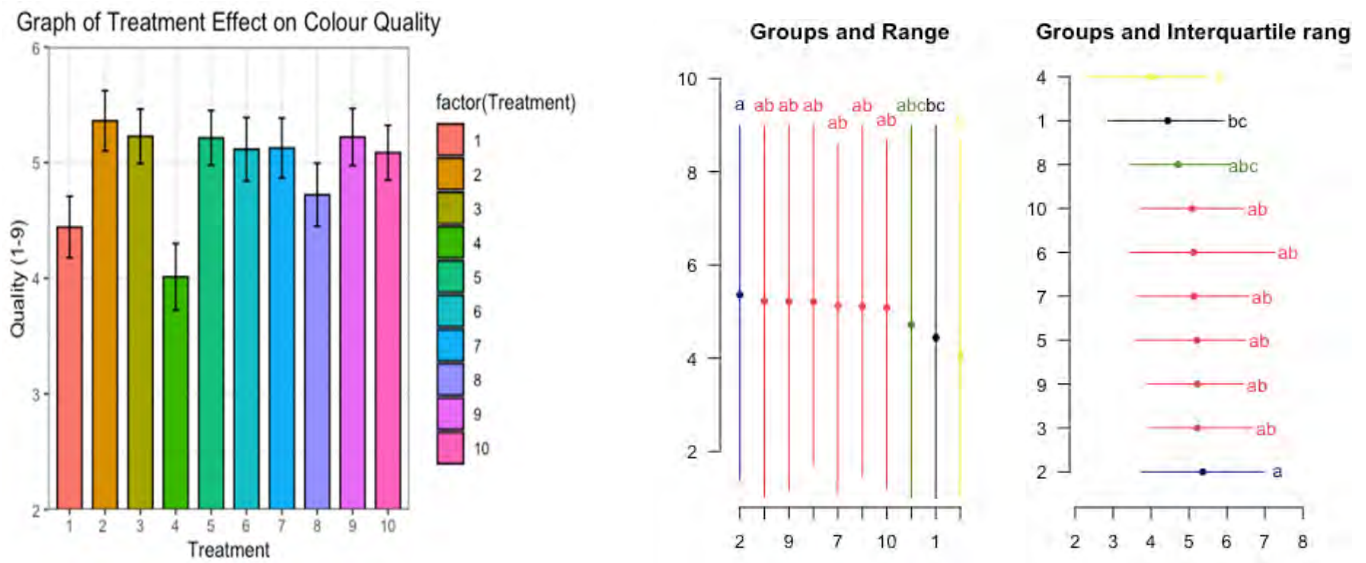 Graph of Treatment Effect on Colour Quality
6
5
4
3
2
Quality (1-9)
1 2 3 4 5 6 7 8 9 10
Treatment
factor(Treatment)
1
2
3
4
5
6
7
8
9
10
Groups and Range
10
8
6
4
2
a ab ab ab ab ab ab abc bc
2 9 7 10 1
Groups and Interquartile rang
4
1 bc
8 abc
10 ab
6 ab
7 ab
5 ab
9 ab
3 ab
2 a
2 3 4 5 6 7 8